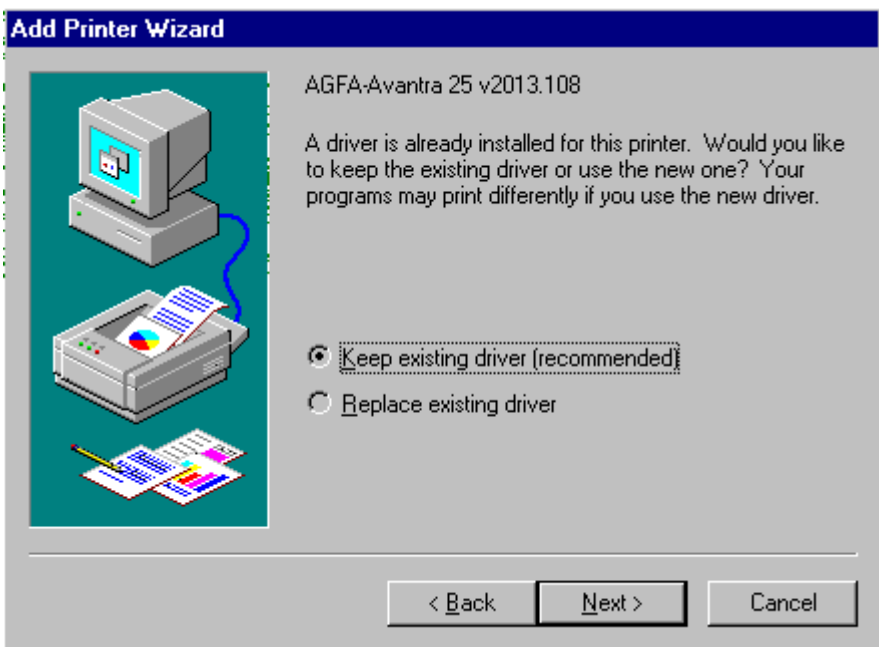 Add Printer Wizard
AGFA-Avantra 25 v2013.108
A driver is already installed for this printer.  Would you like
to keep the existing driver or use the new one?  Your
programs may print differently if you use the new driver.
Keep existing driver (recommended)
Replace existing driver
< Back
Next >
Cancel